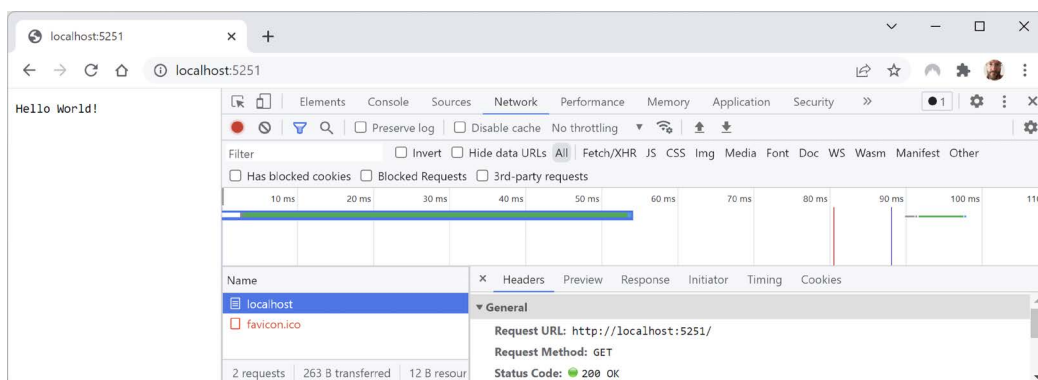 localhost:5251
localhost:5251
Hello World!
Elements Console Sources Network Performance Memory Application Security » 1
Preserve log Disable cache No throttling
Filter Invert Hide data URLs All Fetch/XHR JS CSS Img Media Font Doc WS Wasm Manifest Other
Has blocked cookies Blocked Requests 3rd-party requests
10 ms 20 ms 30 ms 40 ms 50 ms 60 ms 70 ms 80 ms 90 ms 100 ms 11
Name
localhost
favicon.ico
2 requests 263 B transferred 12 B resour
Headers Preview Response Initiator Timing Cookies
General
Request URL: http://localhost:5251/
Request Method: GET
Status Code: 200 OK